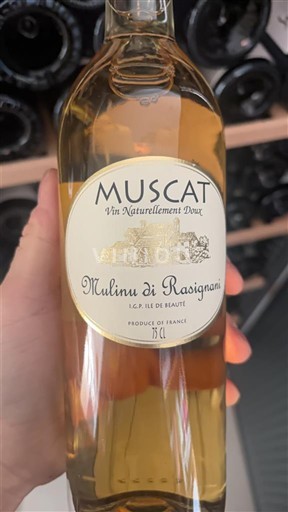 MUSCAT
Vin Naturellement Doux
Mulinu di Rasignani
I.G.P. ILE DE BEAUTÉ
PRODUCE OF FRANCE
75 CL